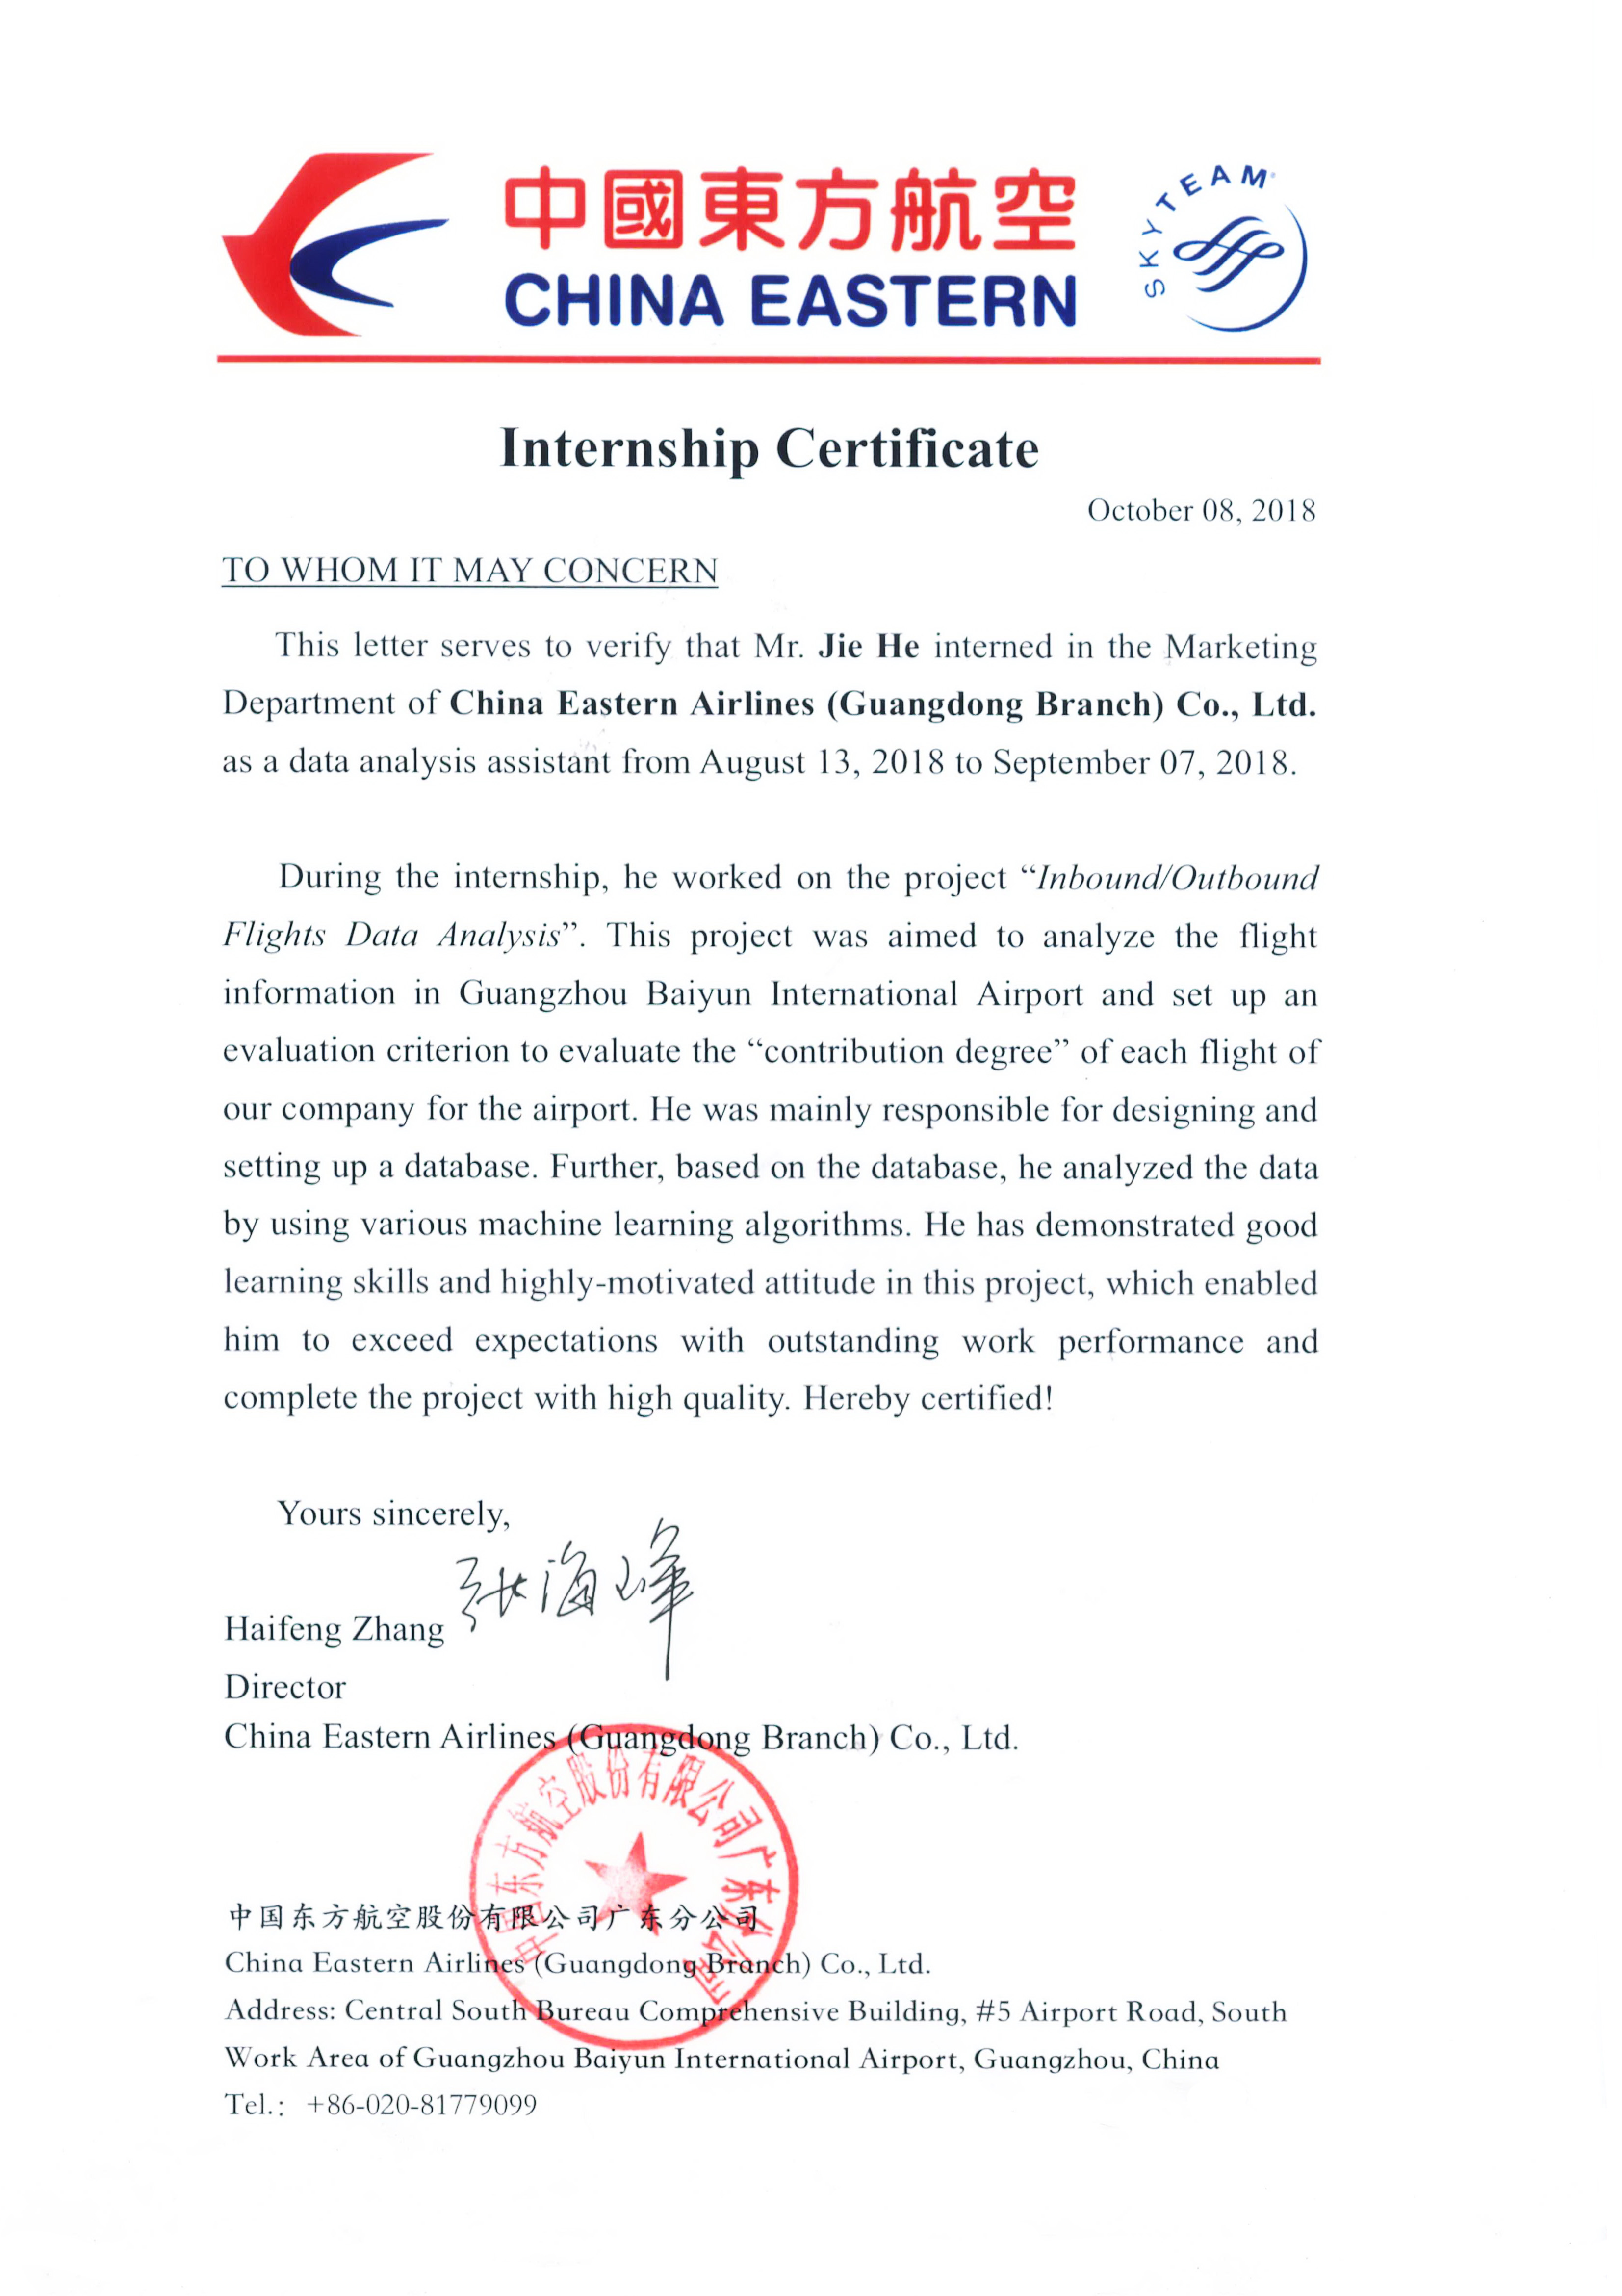 中國東方航空
CHINA EASTERN
SKYTEAM
Internship Certificate
October 08, 2018
TO WHOM IT MAY CONCERN
This letter serves to verify that Mr. Jie He interned in the Marketing
Department of China Eastern Airlines (Guangdong Branch) Co., Ltd.
as a data analysis assistant from August 13, 2018 to September 07, 2018.
During the internship, he worked on the project “Inbound/Outbound
Flights Data Analysis”. This project was aimed to analyze the flight
information in Guangzhou Baiyun International Airport and set up an
evaluation criterion to evaluate the “contribution degree” of each flight of
our company for the airport. He was mainly responsible for designing and
setting up a database. Further, based on the database, he analyzed the data
by using various machine learning algorithms. He has demonstrated good
learning skills and highly-motivated attitude in this project, which enabled
him to exceed expectations with outstanding work performance and
complete the project with high quality. Hereby certified!
Yours sincerely,
张海峰
Haifeng Zhang
Director
China Eastern Airlines (Guangdong Branch) Co., Ltd.
中国东方航空股份有限公司广东分公司
中国东方航空股份有限公司广东分公司
China Eastern Airlines (Guangdong Branch) Co., Ltd.
Address: Central South Bureau Comprehensive Building, #5 Airport Road, South
Work Area of Guangzhou Baiyun International Airport, Guangzhou, China
Tel.: +86-020-81779099